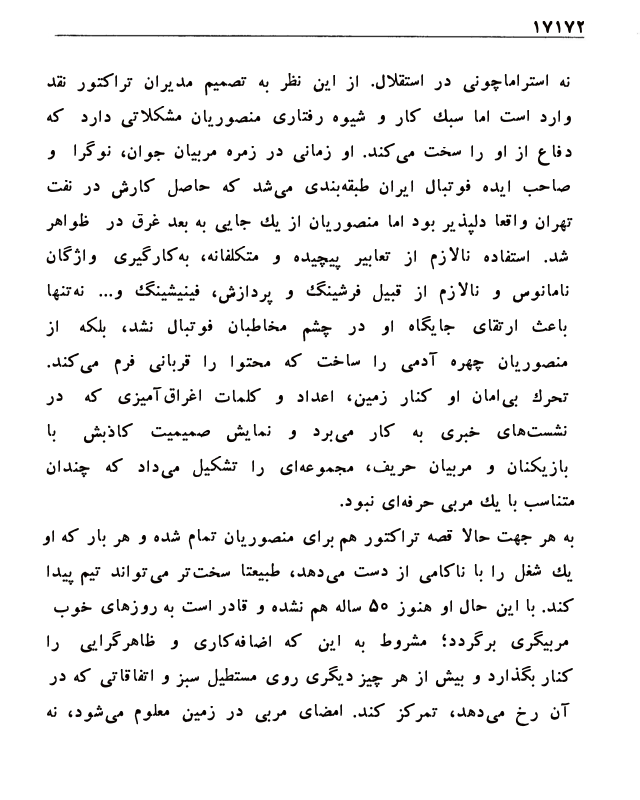 ۱۷۱۷۲
نه استراماچونی در استقلال. از این نظر به تصمیم مدیران تراکتور نقد
وارد است اما سبك کار و شیوه رفتاری منصوریان مشکلاتی دارد که
دفاع از او را سخت می‌کند. او زمانی در زمره مربیان جوان، نوگرا و
صاحب ایده فوتبال ایران طبقه‌بندی می‌شد که حاصل کارش در نفت
تهران واقعا دلپذیر بود اما منصوریان از یك جایی به بعد غرق در ظواهر
شد. استفاده نالازم از تعابیر پیچیده و متکلفانه، به‌کارگیری واژگان
نامانوس و نالازم از قبیل فرشینگ و پردازش، فینیشینگ و... نه‌تنها
باعث ارتقای جایگاه او در چشم مخاطبان فوتبال نشد، بلکه از
منصوریان چهره آدمی را ساخت که محتوا را قربانی فرم می‌کند.
تحرك بی‌امان او کنار زمین، اعداد و کلمات اغراق‌آمیزی که در
نشست‌های خبری به کار می‌برد و نمایش صمیمیت کاذبش با
بازیکنان و مربیان حریف، مجموعه‌ای را تشکیل می‌داد که چندان
متناسب با یك مربی حرفه‌ای نبود.
به هر جهت حالا قصه تراکتور هم برای منصوریان تمام شده و هر بار که او
یك شغل را با ناکامی از دست می‌دهد، طبیعتا سخت‌تر می‌تواند تیم پیدا
کند. با این حال او هنوز ۵۰ ساله هم نشده و قادر است به روزهای خوب
مربیگری برگردد؛ مشروط به این که اضافه‌کاری و ظاهرگرایی را
کنار بگذارد و بیش از هر چیز دیگری روی مستطیل سبز و اتفاقاتی که در
آن رخ می‌دهد، تمرکز کند. امضای مربی در زمین معلوم می‌شود، نه